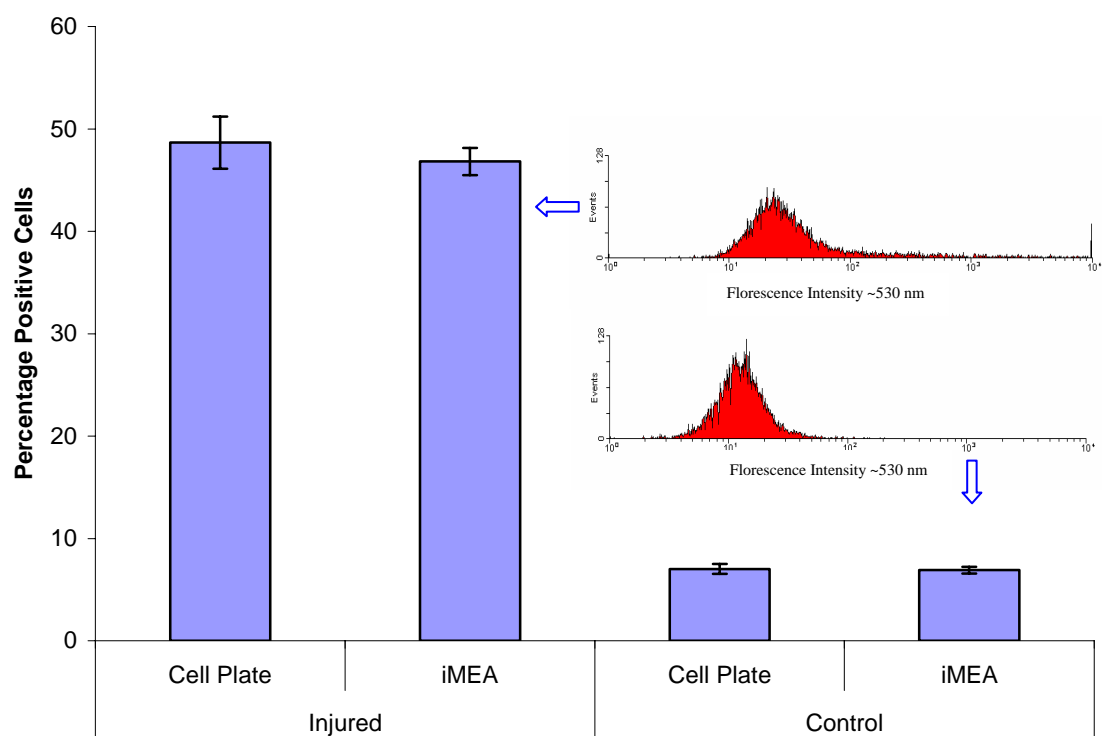 60
50
40
30
20
10
0
Percentage Positive Cells
128
Events
0
10⁰ 10¹ 10² 10³ 10⁴
Florescence Intensity ~530 nm
128
Events
0
10⁰ 10¹ 10² 10³ 10⁴
Florescence Intensity ~530 nm
Cell Plate iMEA Cell Plate iMEA
Injured Control